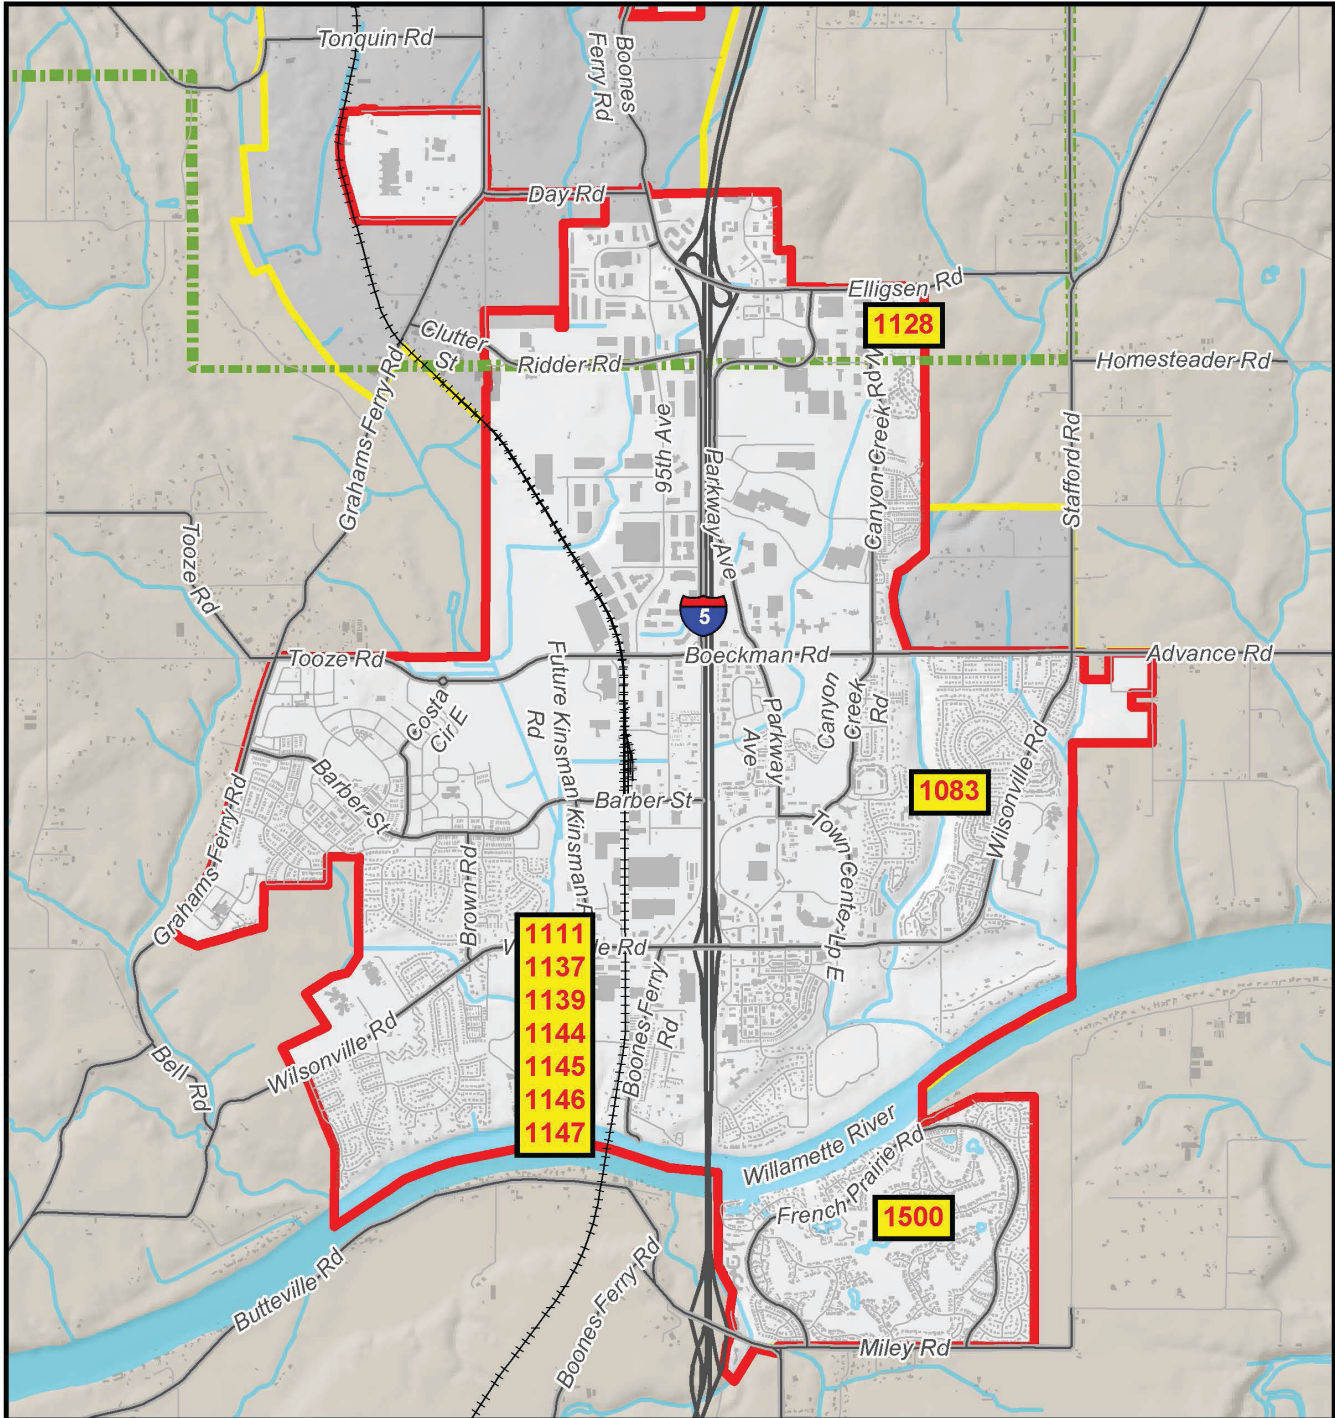 Tonquin Rd
Boones
Ferry Rd
Day Rd
Elligsen Rd
1128
Clutter
St
Ridder Rd
Homesteader Rd
Grahams Ferry Rd
95th Ave
Parkway Ave
Canyon Creek Rd N
Stafford Rd
Tooze Rd
5
Tooze Rd
Boeckman Rd
Advance Rd
Costa
Cir E
Future Kinsman
Rd
Parkway
Ave
Canyon
Creek
Rd
Wilsonville Rd
1083
Barber St
Barber St
Kinsman
Town Center Lp E
Grahams Ferry Rd
Brown Rd
1111
1137
1139
1144
1145
1146
1147
Boones Ferry
Rd
Wilsonville Rd
Bell Rd
Willamette River
French Prairie Rd
1500
Butteville Rd
Boones Ferry Rd
Miley Rd